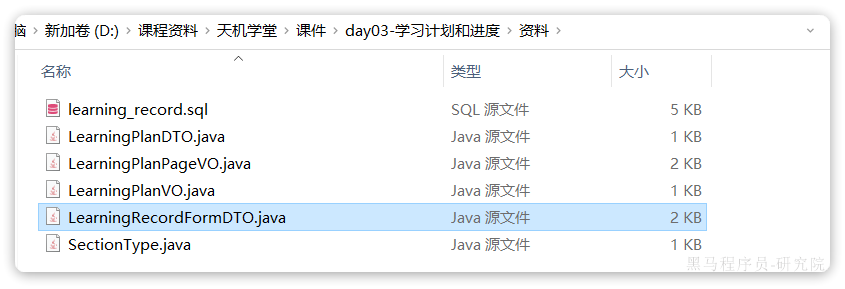 脑 > 新加卷 (D:) > 课程资料 > 天机学堂 > 课件 > day03-学习计划和进度 > 资料 >
名称 类型 大小
learning_record.sql SQL 源文件 5 KB
LearningPlanDTO.java Java 源文件 1 KB
LearningPlanPageVO.java Java 源文件 2 KB
LearningPlanVO.java Java 源文件 1 KB
LearningRecordFormDTO.java Java 源文件 2 KB
SectionType.java Java 源文件 1 KB
黑马程序员-研究院